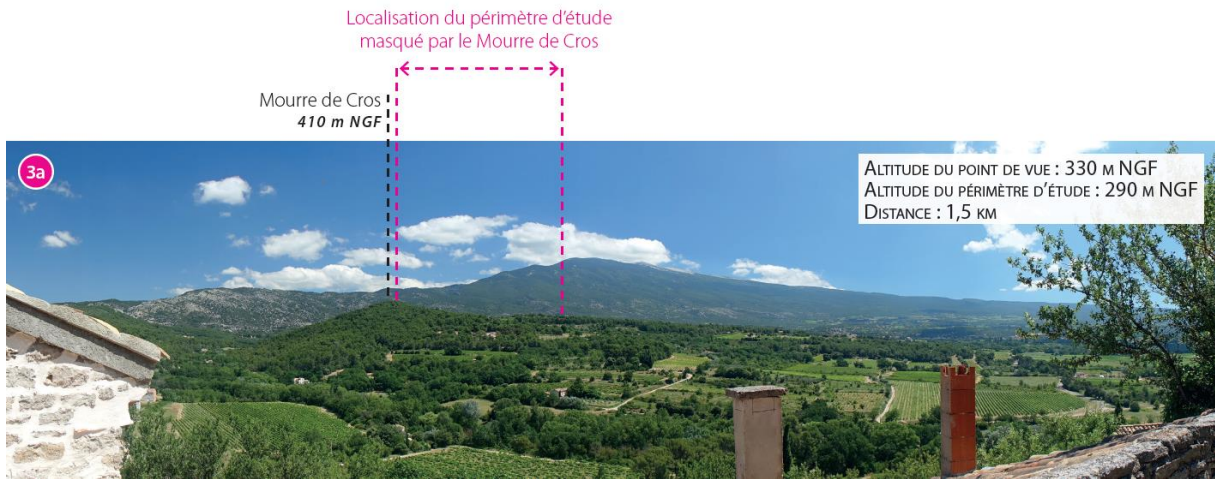 Localisation du périmètre d'étude
masqué par le Mourre de Cros
Mourre de Cros
410 m NGF
3a
ALTITUDE DU POINT DE VUE : 330 M NGF
ALTITUDE DU PÉRIMÈTRE D'ÉTUDE : 290 M NGF
DISTANCE : 1,5 KM